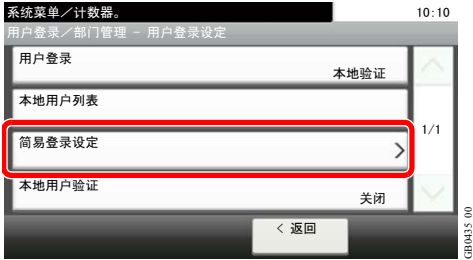 系统菜单／计数器。
10:10
用户登录／部门管理 - 用户登录设定
用户登录
本地验证
本地用户列表
简易登录设定
1/1
本地用户验证
关闭
< 返回
GB0435 00